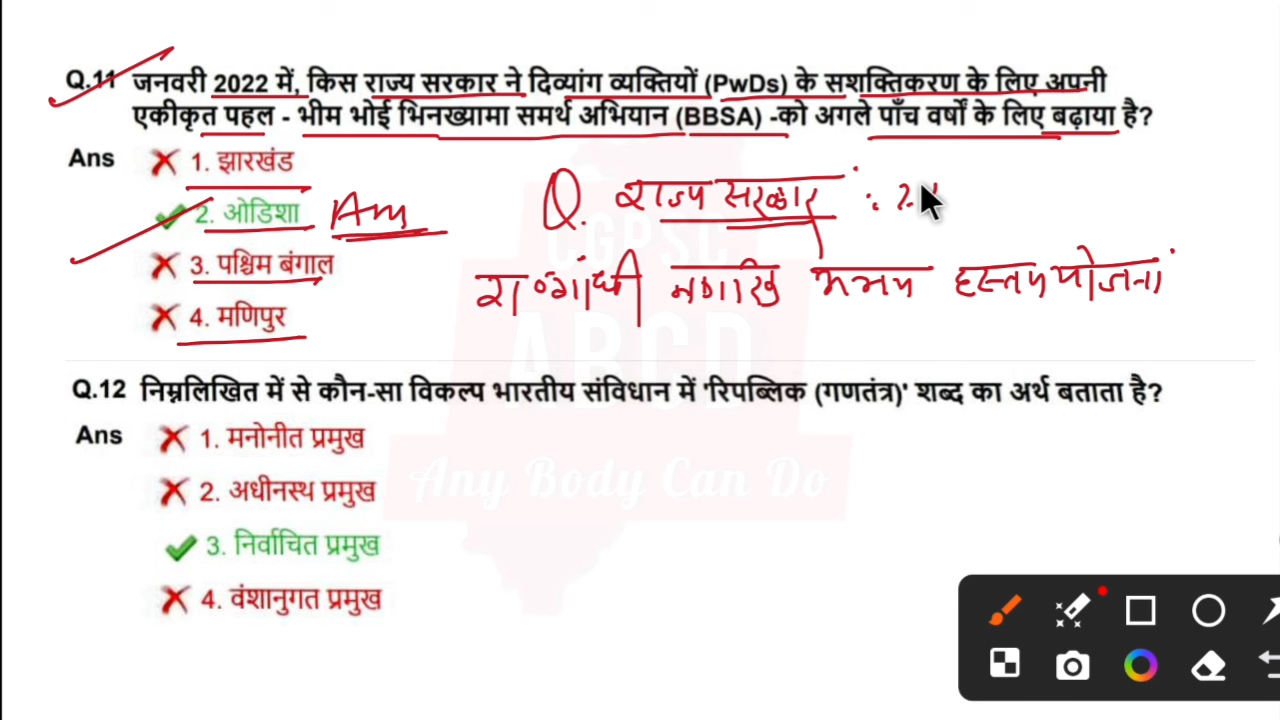 Q.11 जनवरी 2022 में, किस राज्य सरकार ने दिव्यांग व्यक्तियों (PwDs) के सशक्तिकरण के लिए अपनी
एकीकृत पहल - भीम भोई भिनख्यामा समर्थ अभियान (BBSA) -को अगले पाँच वर्षों के लिए बढ़ाया है?
Ans 1. झारखंड
2. ओडिशा Ans
3. पश्चिम बंगाल
4. मणिपुर
Q. राज्य सरकार
योजना
Q.12 निम्नलिखित में से कौन-सा विकल्प भारतीय संविधान में 'रिपब्लिक (गणतंत्र)' शब्द का अर्थ बताता है?
Ans 1. मनोनीत प्रमुख
2. अधीनस्थ प्रमुख
3. निर्वाचित प्रमुख
4. वंशानुगत प्रमुख
CGPSC
ABCD
Any Body Can Do